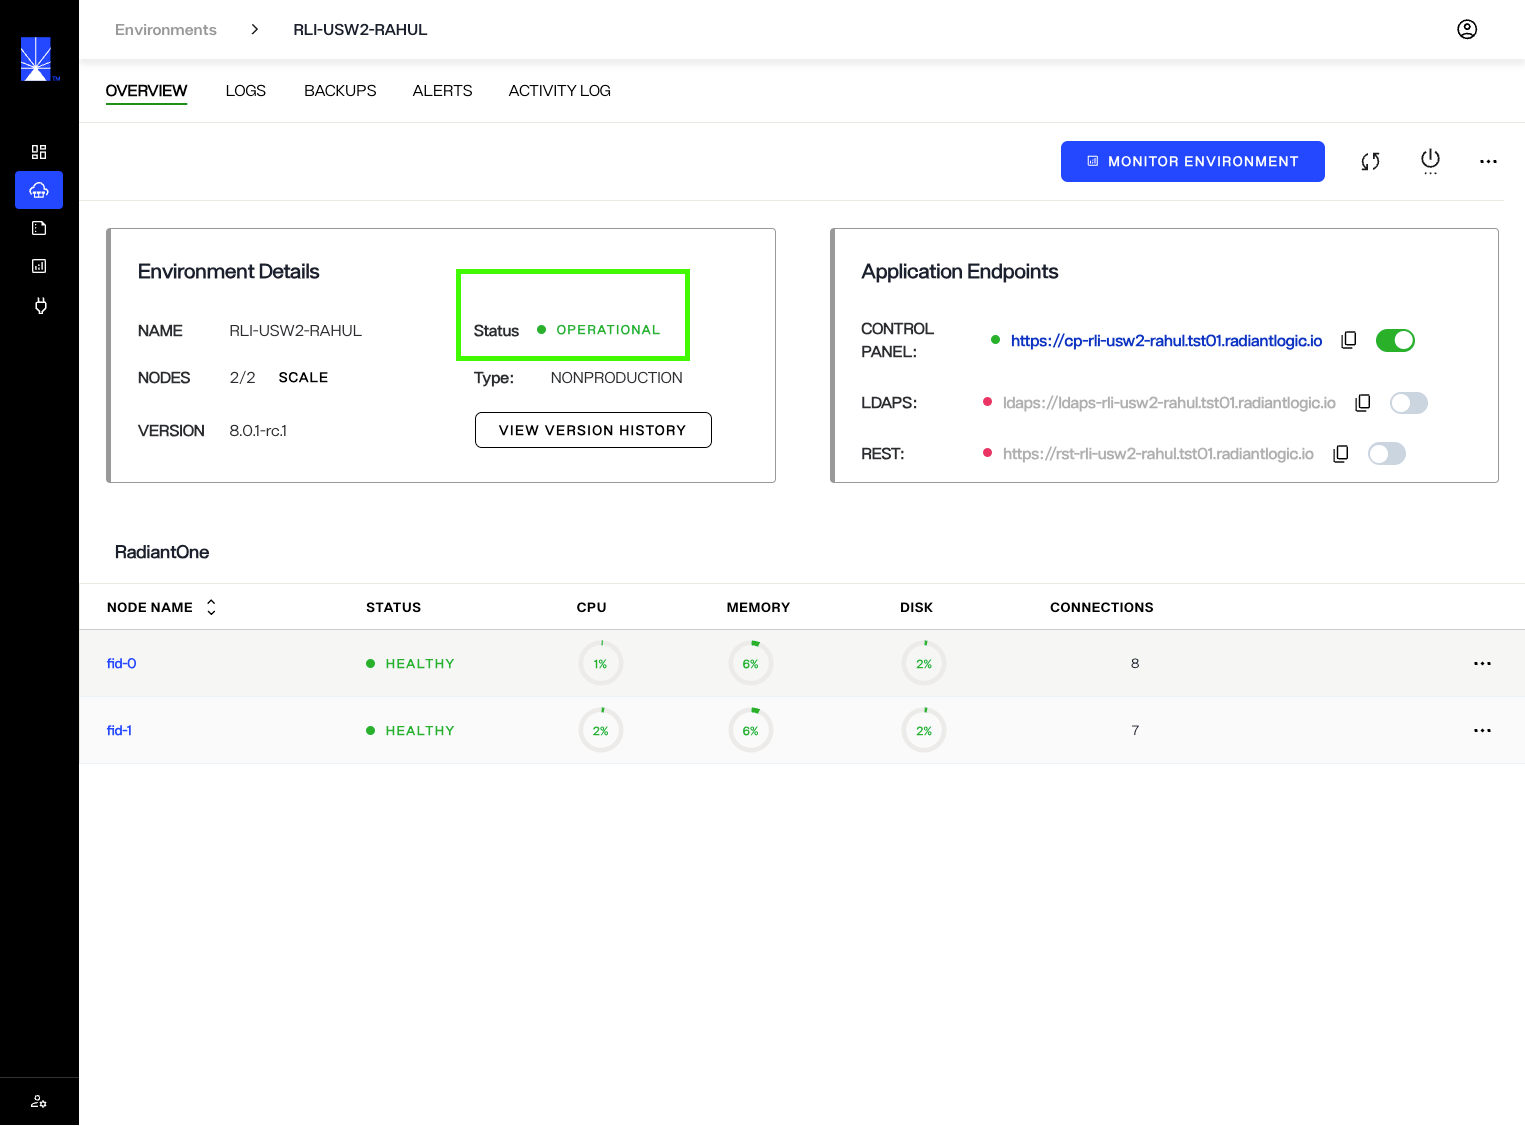 Environments > RLI-USW2-RAHUL
OVERVIEW LOGS BACKUPS ALERTS ACTIVITY LOG
MONITOR ENVIRONMENT
Environment Details
NAME RLI-USW2-RAHUL Status OPERATIONAL
NODES 2/2 SCALE Type: NONPRODUCTION
VERSION 8.0.1-rc.1 VIEW VERSION HISTORY
Application Endpoints
CONTROL
PANEL: https://cp-rli-usw2-rahul.tst01.radiantlogic.io
LDAPS: ldaps://ldaps-rli-usw2-rahul.tst01.radiantlogic.io
REST: https://rst-rli-usw2-rahul.tst01.radiantlogic.io
RadiantOne
NODE NAME STATUS CPU MEMORY DISK CONNECTIONS
fid-0 HEALTHY 1% 6% 2% 8
fid-1 HEALTHY 2% 6% 2% 7
TM